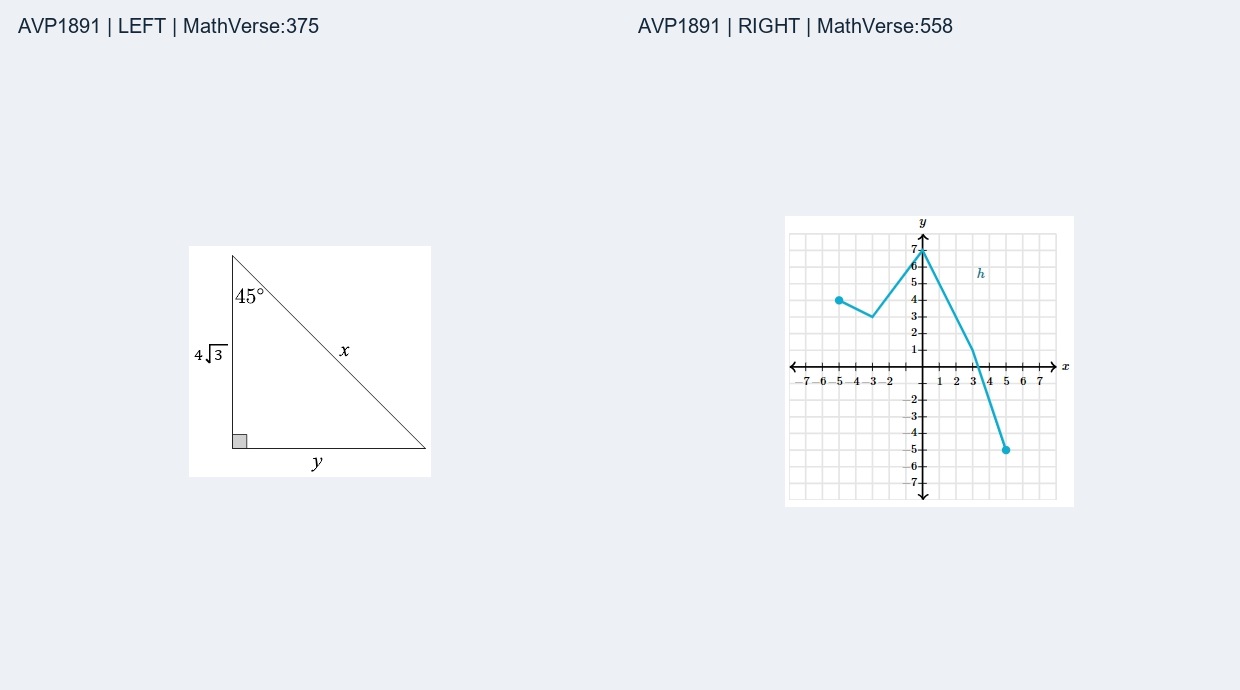 AVP1891 | LEFT | MathVerse:375
45°
4√3
x
y
AVP1891 | RIGHT | MathVerse:558
y
7
6
5
4
3
2
1
h
x
-7 -6 -5 -4 -3 -2 1 2 3 4 5 6 7
-2
-3
-4
-5
-6
-7